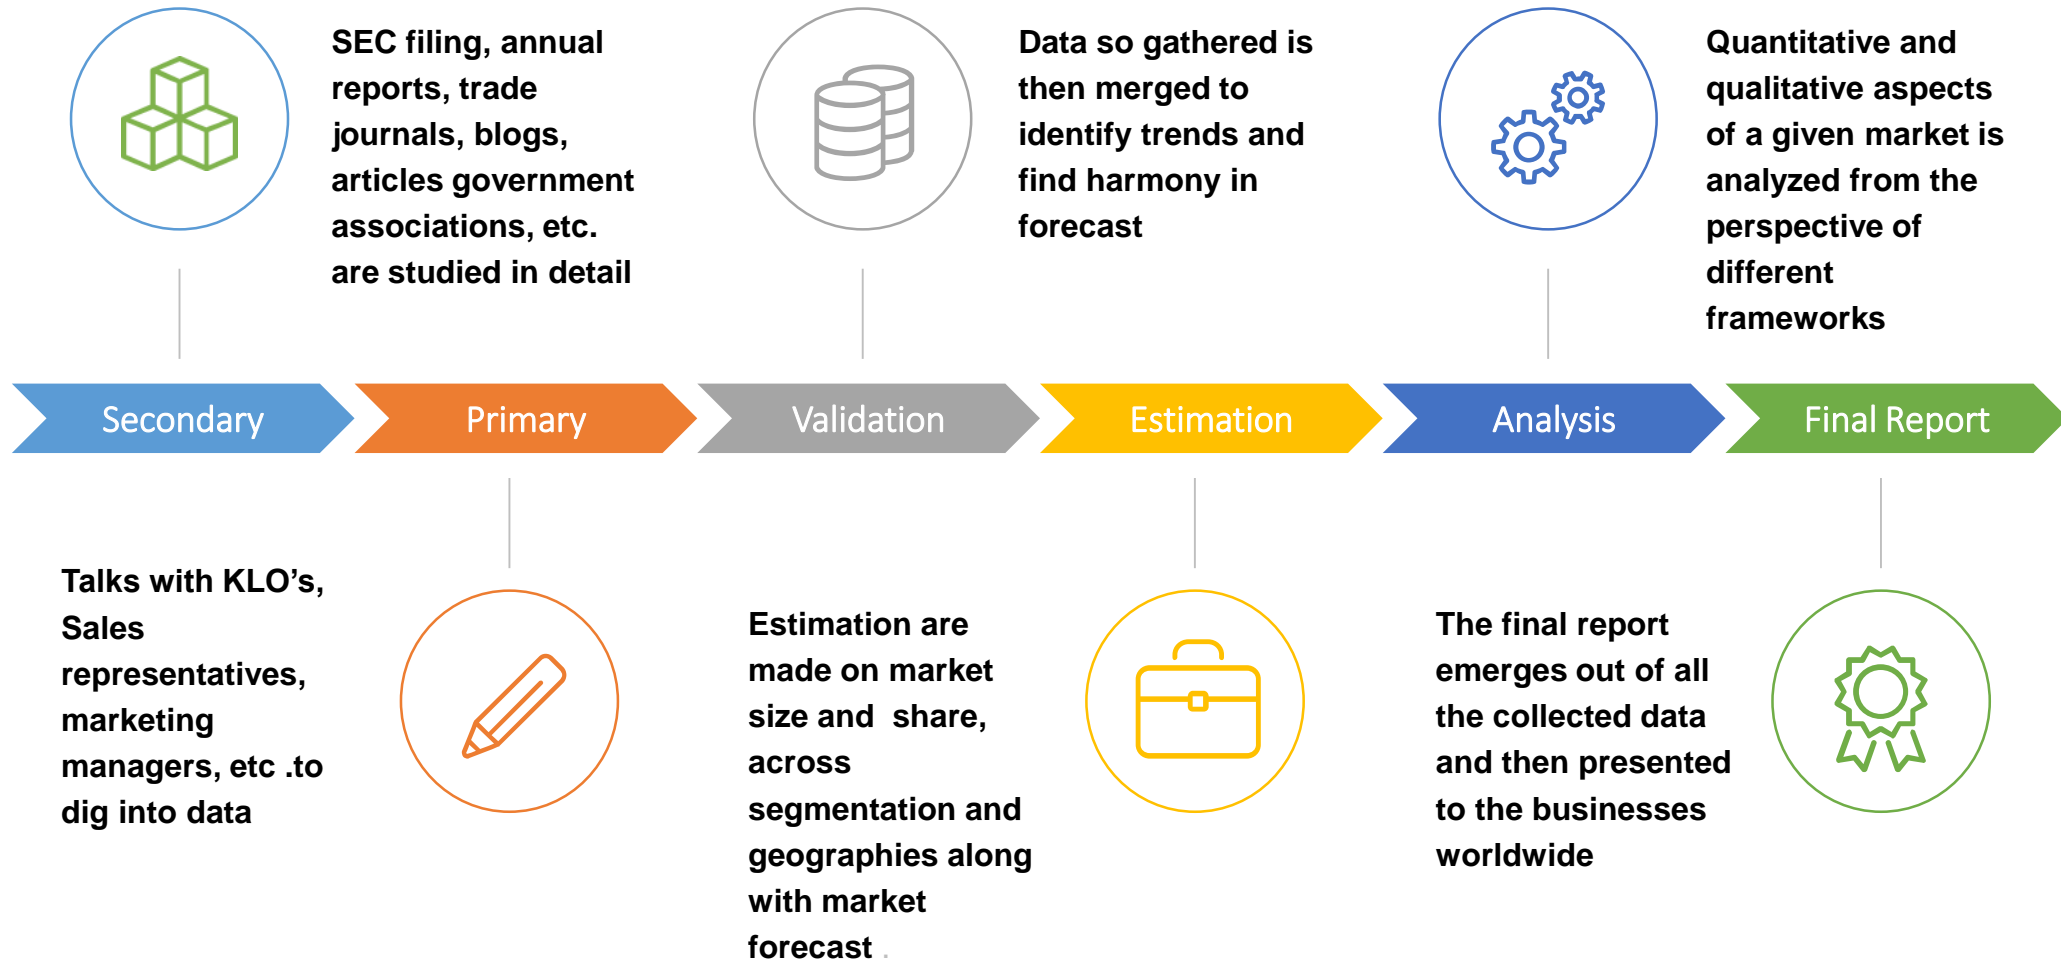 SEC filing, annual
reports, trade
journals, blogs,
articles government
associations, etc.
are studied in detail
Data so gathered is
then merged to
identify trends and
find harmony in
forecast
Quantitative and
qualitative aspects
of a given market is
analyzed from the
perspective of
different
frameworks
Secondary
Primary
Validation
Estimation
Analysis
Final Report
Talks with KLO’s,
Sales
representatives,
marketing
managers, etc .to
dig into data
Estimation are
made on market
size and  share,
across
segmentation and
geographies along
with market
forecast .
The final report
emerges out of all
the collected data
and then presented
to the businesses
worldwide